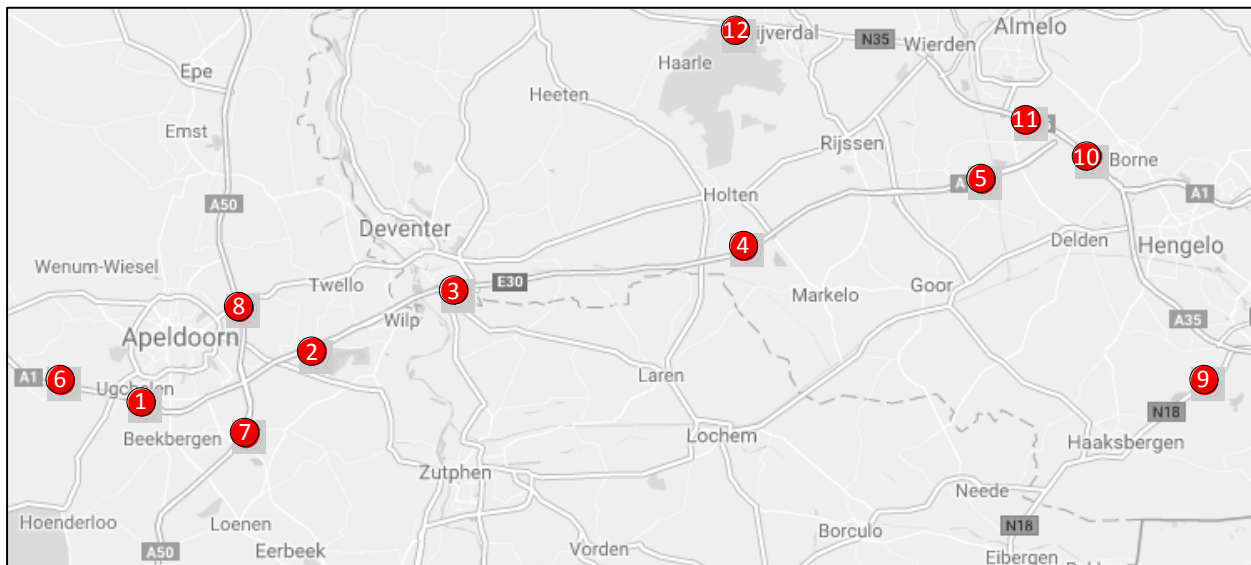 12
ijverdal
N35
Almelo
Wierden
Haarle
Epe
Heeten
Emst
11
Rijssen
10
Borne
A50
A
5
A1
Holten
Deventer
4
Delden
Hengelo
Wenum-Wiesel
Twello
3
E30
Markelo
Goor
8
Wilp
A35
Apeldoorn
2
A1
6
Ugchelen
1
Laren
9
7
Beekbergen
Lochem
N18
Haaksbergen
Zutphen
Neede
Hoenderloo
Loenen
Borculo
N18
A50
Eerbeek
Vorden
Eibergen